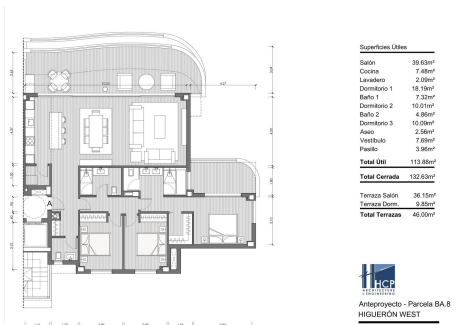 Superficies Útiles
Salón 39.63m²
Cocina 7.48m²
Lavadero 2.09m²
Dormitorio 1 18.19m²
Baño 1 7.32m²
Dormitorio 2 10.01m²
Baño 2 4.86m²
Dormitorio 3 10.09m²
Aseo 2.56m²
Vestíbulo 7.69m²
Pasillo 3.96m²
Total Útil 113.88m²
Total Cerrada 132.63m²
Terraza Salón 36.15m²
Terraza Dorm. 9.85m²
Total Terrazas 46.00m²
A
HCP
ARCHITECTURE
& ENGINEERING
Anteproyecto - Parcela BA.8
HIGUERÓN WEST